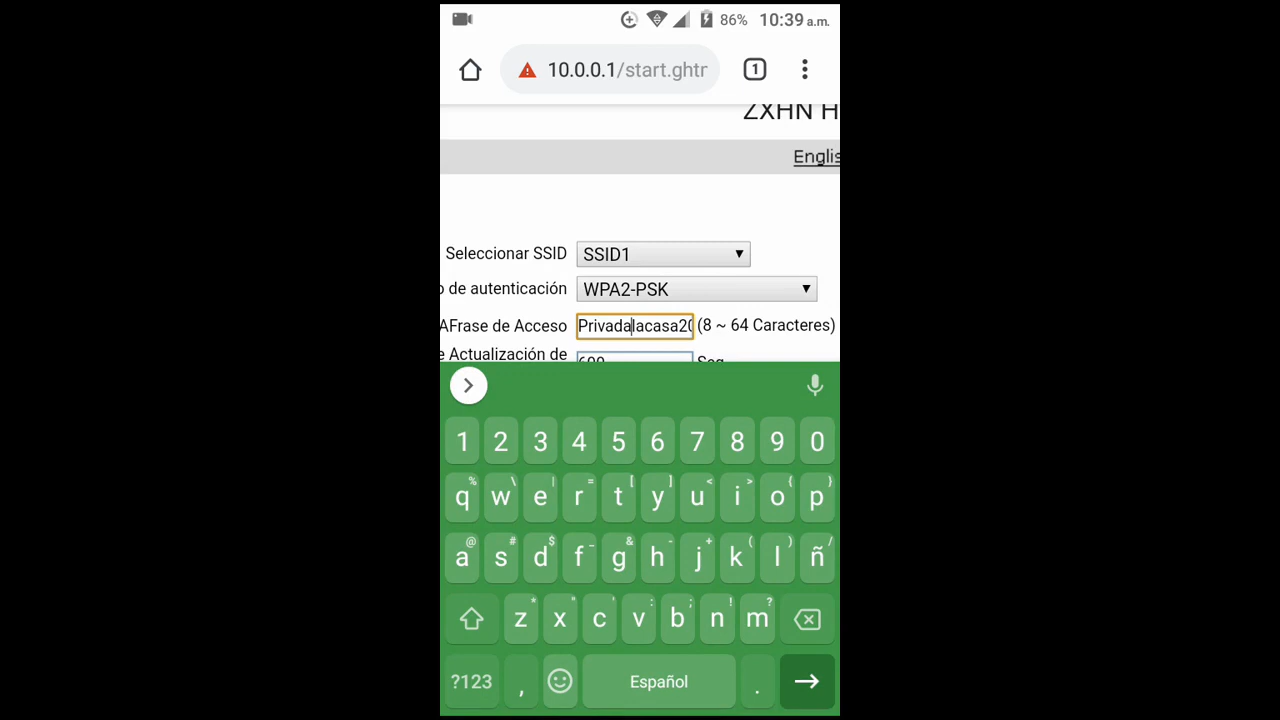 86% 10:39 a.m.
10.0.0.1/start.ghtr 1
ZXHN H
Englis
Seleccionar SSID SSID1
o de autenticación WPA2-PSK
AFrase de Acceso Privadalacasa20 (8 ~ 64 Caracteres)
e Actualización de 600 Seg
1 2 3 4 5 6 7 8 9 0
% \ | = [ ] < > { }
q w e r t y u i o p
@ # $ _ & - + ( ) /
a s d f g h j k l ñ
* " ' : ; ! ?
z x c v b n m
?123 , Español .